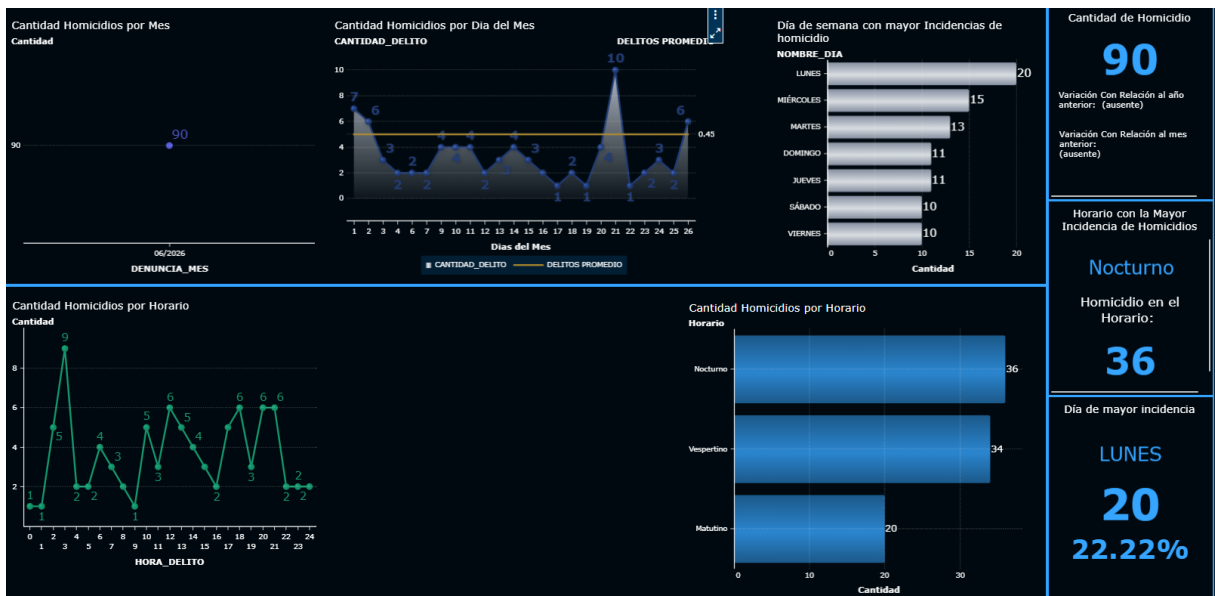 Cantidad Homicidios por Mes
Cantidad
90
90
06/2026
DENUNCIA_MES
Cantidad Homicidios por Dia del Mes
CANTIDAD_DELITO
DELITOS PROMEDIO
10
8
6
4
2
0
7
6
3
2
2
2
4
4
4
2
3
4
3
2
1
2
1
4
10
1
2
3
2
6
0.45
1 2 3 4 5 6 7 9 10 11 12 13 14 15 16 17 18 19 20 21 22 23 24 25 26
Dias del Mes
CANTIDAD_DELITO DELITOS PROMEDIO
Día de semana con mayor Incidencias de
homicidio
NOMBRE_DIA
LUNES 20
MIÉRCOLES 15
MARTES 13
DOMINGO 11
JUEVES 11
SÁBADO 10
VIERNES 10
0 5 10 15 20
Cantidad
Cantidad de Homicidio
90
Variación Con Relación al año
anterior: (ausente)
Variación Con Relación al mes
anterior:
(ausente)
Horario con la Mayor
Incidencia de Homicidios
Nocturno
Homicidio en el
Horario:
36
Día de mayor incidencia
LUNES
20
22.22%
Cantidad Homicidios por Horario
Cantidad
8
6
4
2
1
1
5
9
2
2
4
3
1
5
3
6
5
4
2
6
3
6
6
2
2
0 2 4 6 8 10 12 14 16 18 20 22 24
1 3 5 7 9 11 13 15 17 19 21 23
HORA_DELITO
Cantidad Homicidios por Horario
Horario
Nocturno 36
Vespertino 34
Matutino 20
0 10 20 30
Cantidad